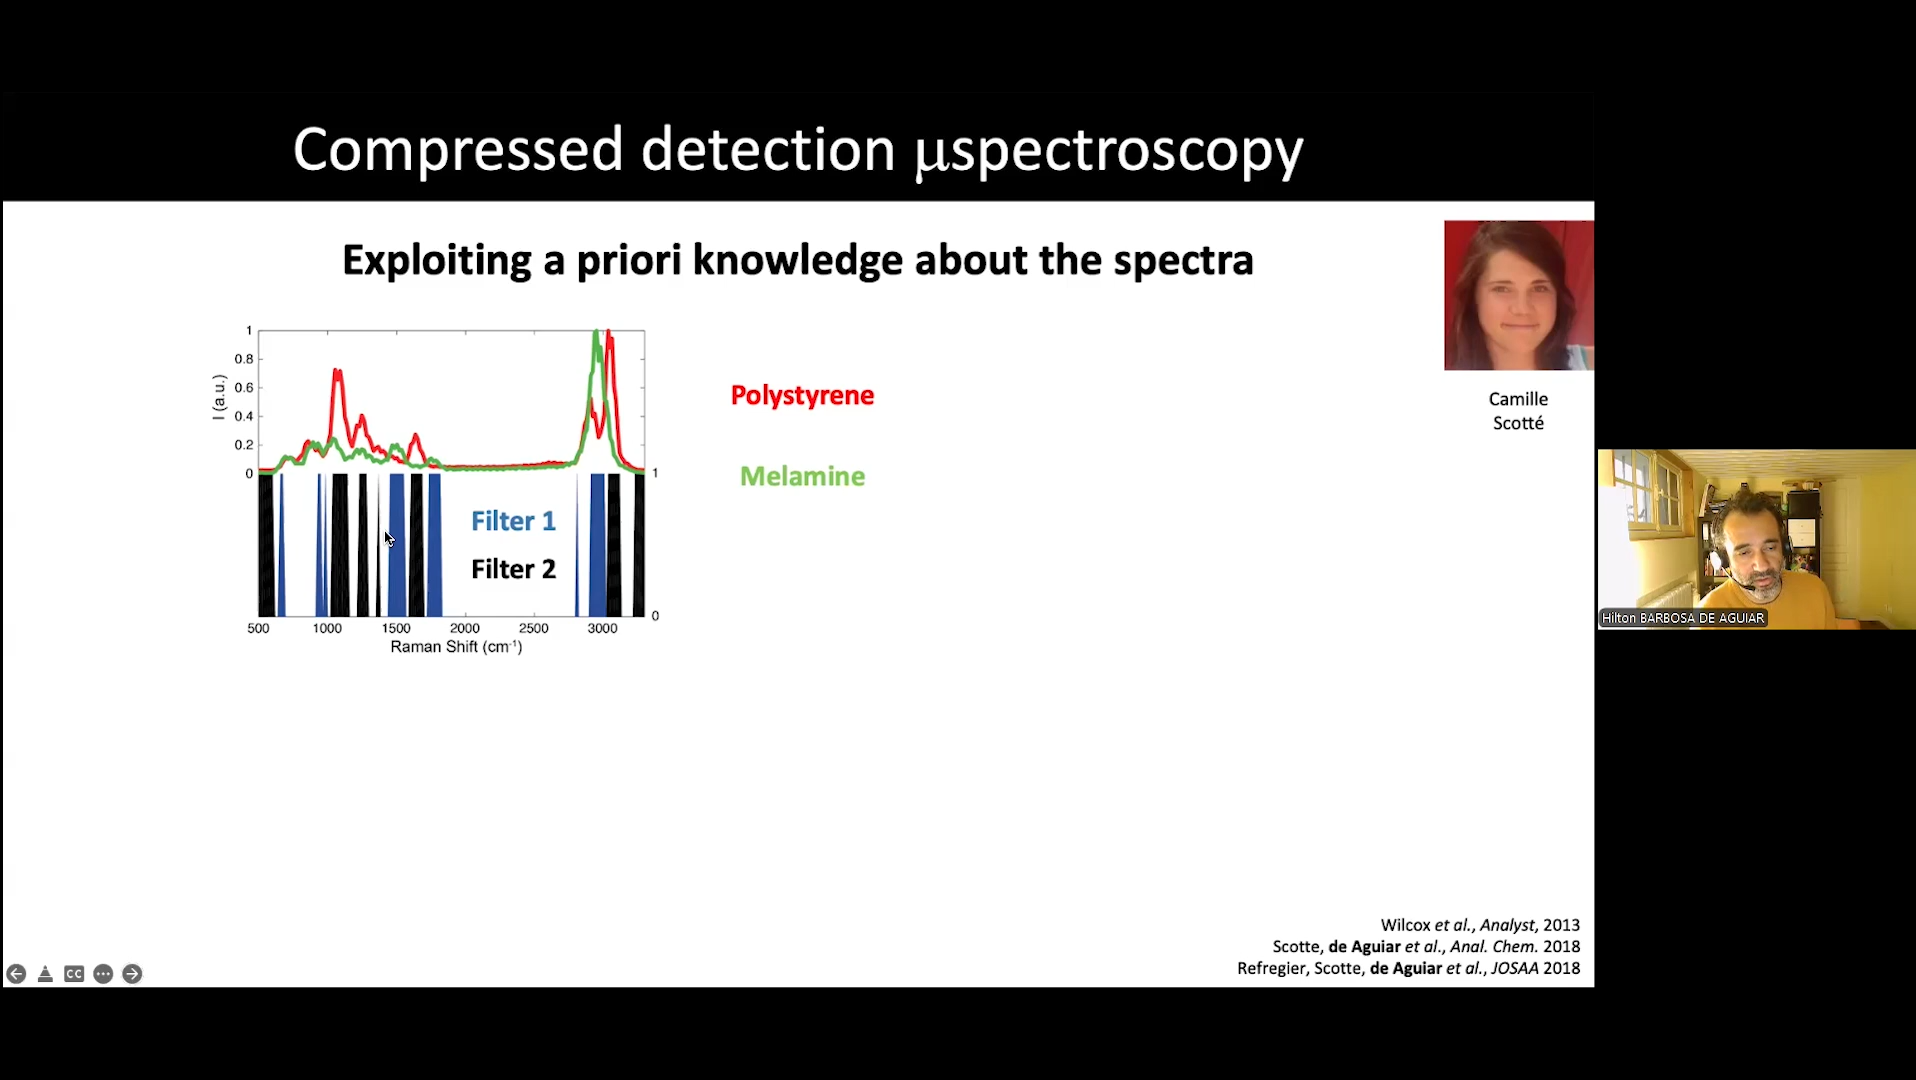 Compressed detection μspectroscopy
Exploiting a priori knowledge about the spectra
Camille
Scotté
1
0.8
0.6
0.4
0.2
0
I (a.u.)
Polystyrene
Melamine
1
0
Filter 1
Filter 2
500 1000 1500 2000 2500 3000
Raman Shift (cm⁻¹)
Hilton BARBOSA DE AGUIAR
Wilcox et al., Analyst, 2013
Scotte, de Aguiar et al., Anal. Chem. 2018
Refregier, Scotte, de Aguiar et al., JOSAA 2018
CC